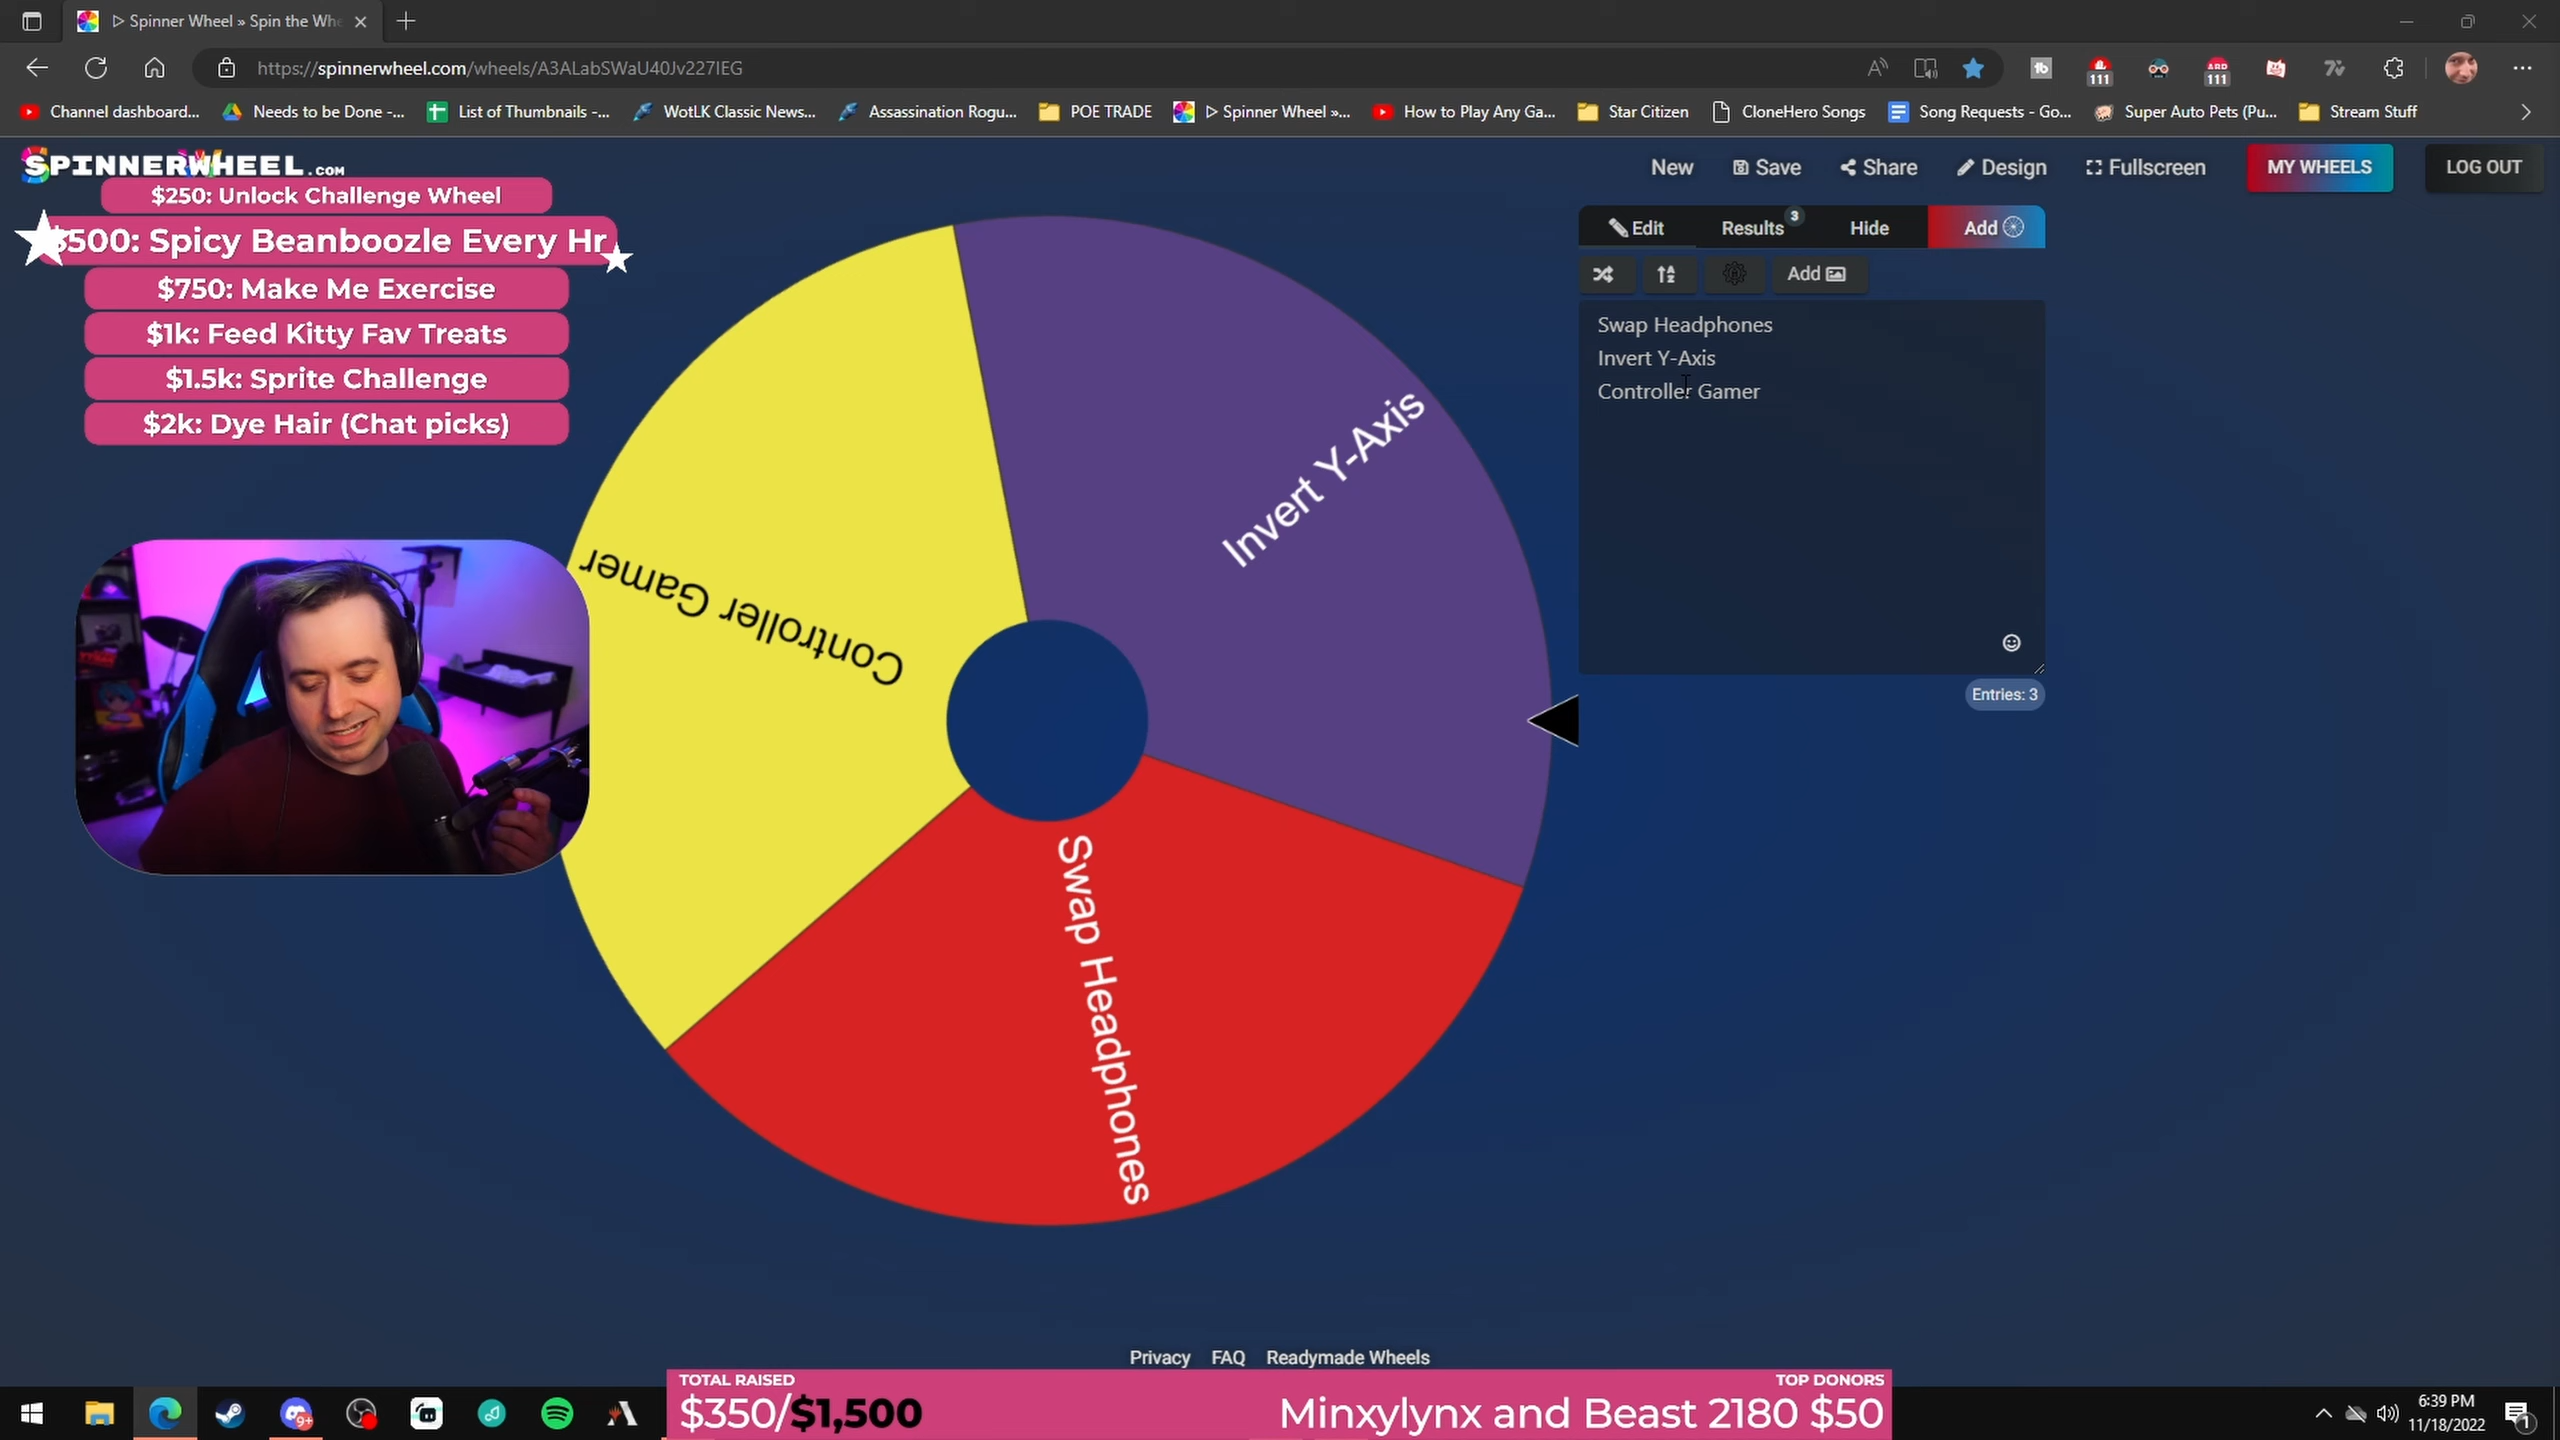 ▷ Spinner Wheel » Spin the Whe
https://spinnerwheel.com/wheels/A3ALabSWaU40Jv227IEG
111
ABD
111
Channel dashboard...
Needs to be Done -...
List of Thumbnails -...
WotLK Classic News...
Assassination Rogu...
POE TRADE
▷ Spinner Wheel »...
How to Play Any Ga...
Star Citizen
CloneHero Songs
Song Requests - Go...
Super Auto Pets (Pu...
Stream Stuff
SPINNERWHEEL.COM
New
Save
Share
Design
Fullscreen
MY WHEELS
LOG OUT
$250: Unlock Challenge Wheel
$500: Spicy Beanboozle Every Hr
$750: Make Me Exercise
$1k: Feed Kitty Fav Treats
$1.5k: Sprite Challenge
$2k: Dye Hair (Chat picks)
Edit
Results 3
Hide
Add
Add
Swap Headphones
Invert Y-Axis
Controller Gamer
Entries: 3
Invert Y-Axis
Controller Gamer
Swap Headphones
Privacy
FAQ
Readymade Wheels
TOTAL RAISED
$350/$1,500
TOP DONORS
Minxylynx and Beast 2180 $50
9+
6:39 PM
11/18/2022
1